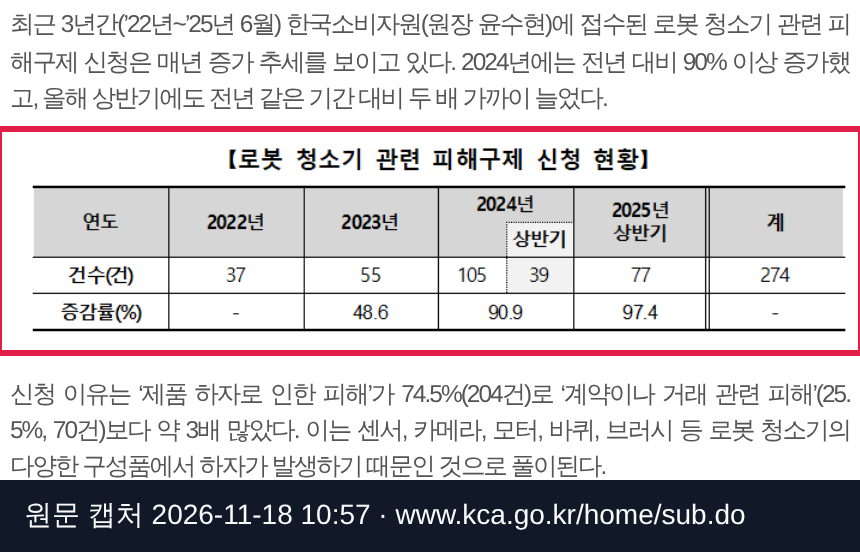 최근 3년간('22년~'25년 6월) 한국소비자원(원장 윤수현)에 접수된 로봇 청소기 관련 피
해구제 신청은 매년 증가 추세를 보이고 있다. 2024년에는 전년 대비 90% 이상 증가했
고, 올해 상반기에도 전년 같은 기간 대비 두 배 가까이 늘었다.
【로봇 청소기 관련 피해구제 신청 현황】
연도 2022년 2023년 2024년 상반기 2025년 상반기 계
건수(건) 37 55 105 39 77 274
증감률(%) - 48.6 90.9 97.4 -
신청 이유는 '제품 하자로 인한 피해'가 74.5%(204건)로 '계약이나 거래 관련 피해'(25.
5%, 70건)보다 약 3배 많았다. 이는 센서, 카메라, 모터, 바퀴, 브러시 등 로봇 청소기의
다양한 구성품에서 하자가 발생하기 때문인 것으로 풀이된다.
원문 캡처 2026-11-18 10:57 · www.kca.go.kr/home/sub.do